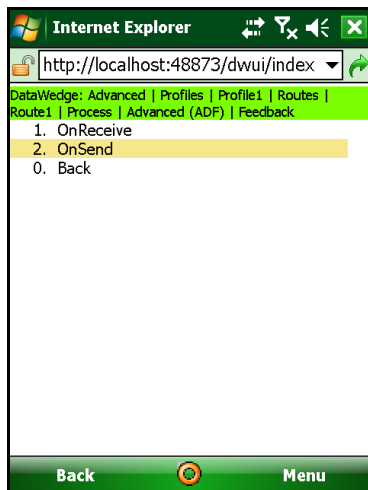 Internet Explorer
http://localhost:48873/dwui/index
DataWedge: Advanced | Profiles | Profile1 | Routes |
Route1 | Process | Advanced (ADF) | Feedback
1. OnReceive
2. OnSend
0. Back
Back Menu